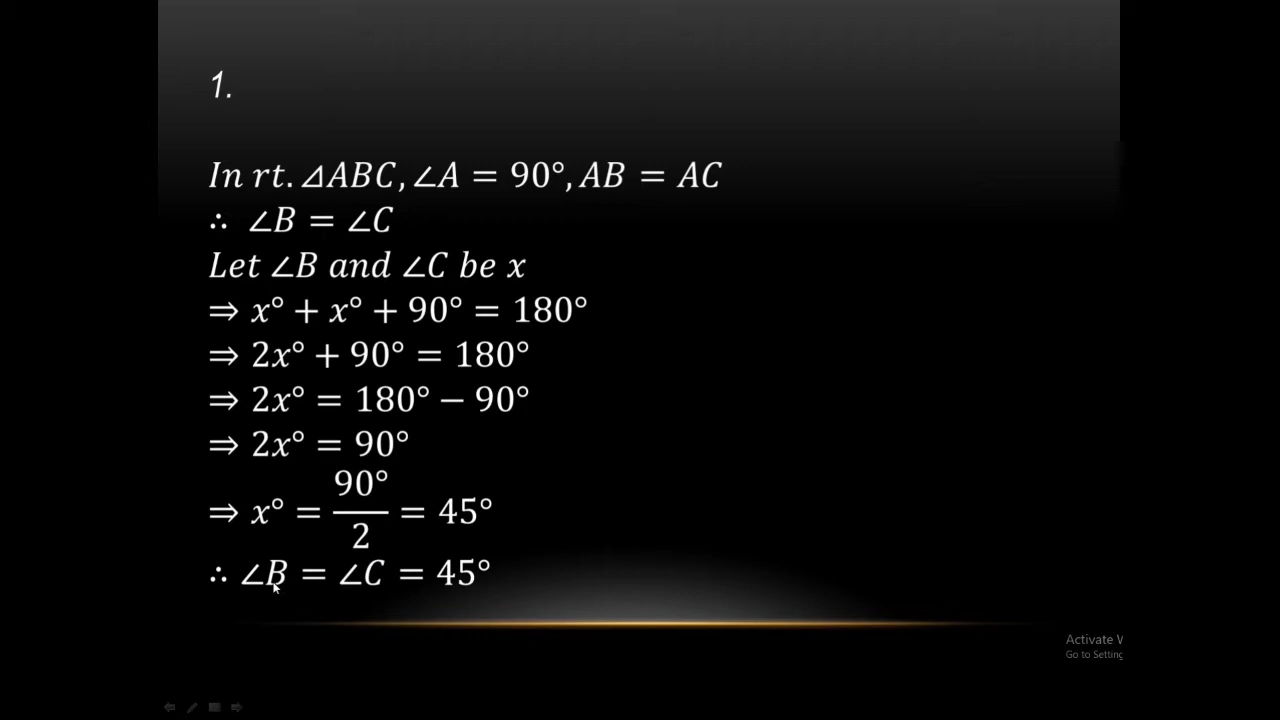 1.
In rt. ⊿ABC, ∠A = 90°, AB = AC
∴ ∠B = ∠C
Let ∠B and ∠C be x
⇒ x° + x° + 90° = 180°
⇒ 2x° + 90° = 180°
⇒ 2x° = 180° − 90°
⇒ 2x° = 90°
⇒ x° = 90°/2 = 45°
∴ ∠B = ∠C = 45°
Activate
Go to Setting